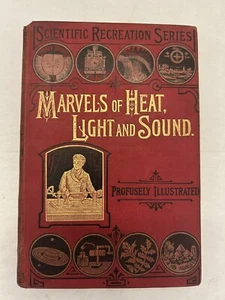 SCIENTIFIC RECREATION SERIES
MARVELS OF HEAT,
LIGHT AND SOUND.
PROFUSELY ILLUSTRATED